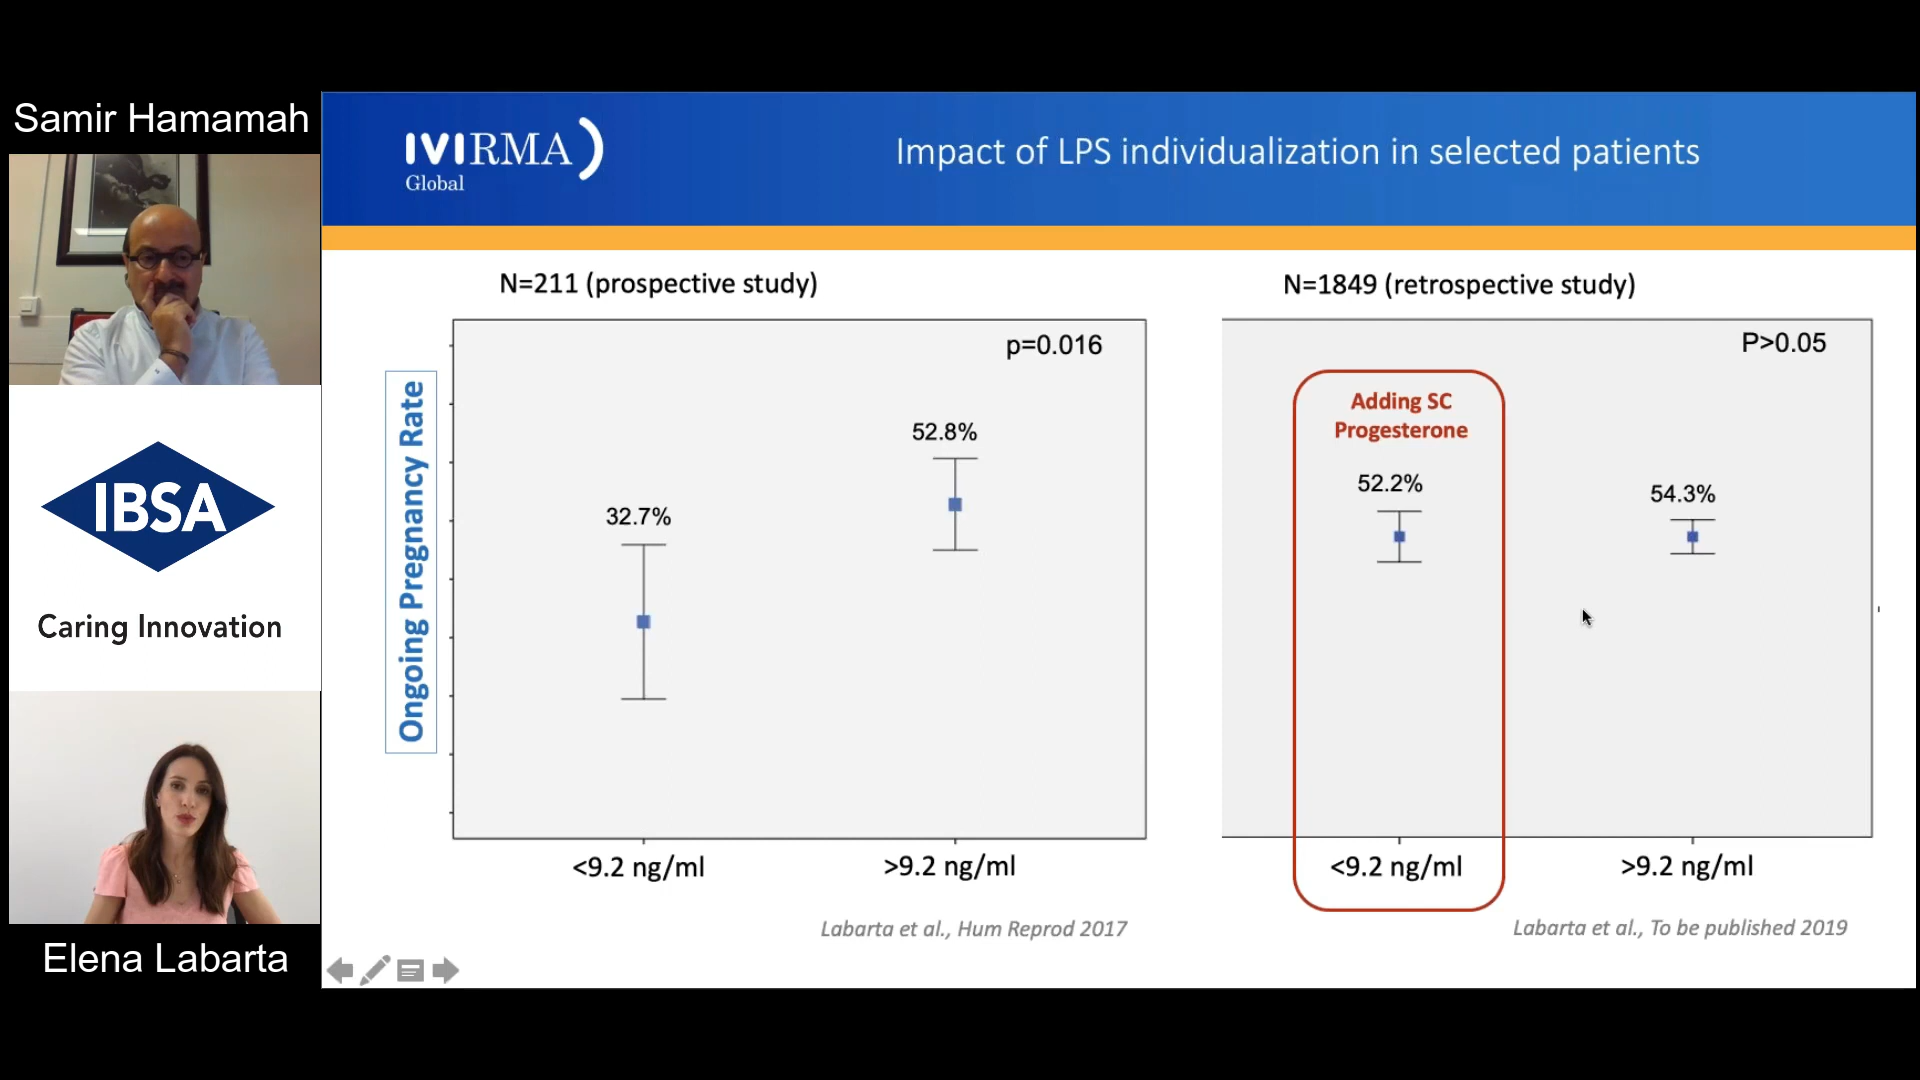 Samir Hamamah
IVIRMA
Global
Impact of LPS individualization in selected patients
N=211 (prospective study)
N=1849 (retrospective study)
p=0.016
P>0.05
Ongoing Pregnancy Rate
Adding SC
Progesterone
52.8%
32.7%
52.2%
54.3%
IBSA
Caring Innovation
<9.2 ng/ml
>9.2 ng/ml
<9.2 ng/ml
>9.2 ng/ml
Labarta et al., Hum Reprod 2017
Labarta et al., To be published 2019
Elena Labarta